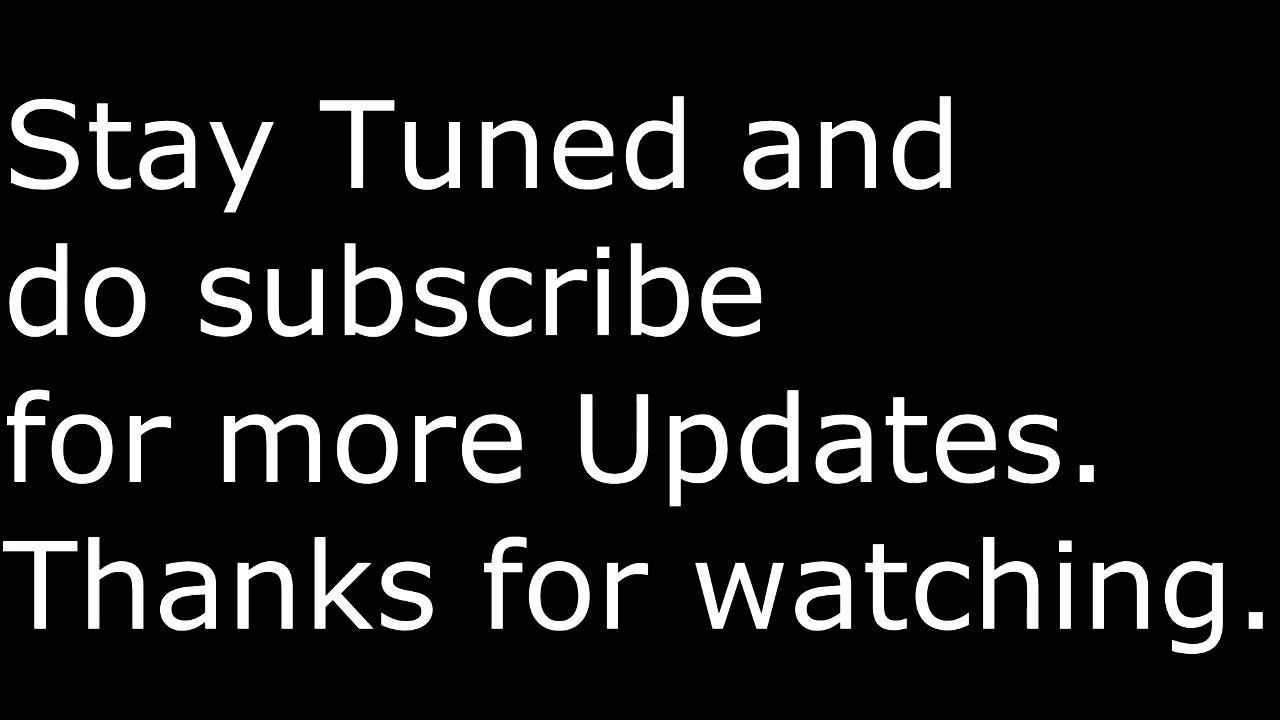 Stay Tuned and
do subscribe
for more Updates.
Thanks for watching.